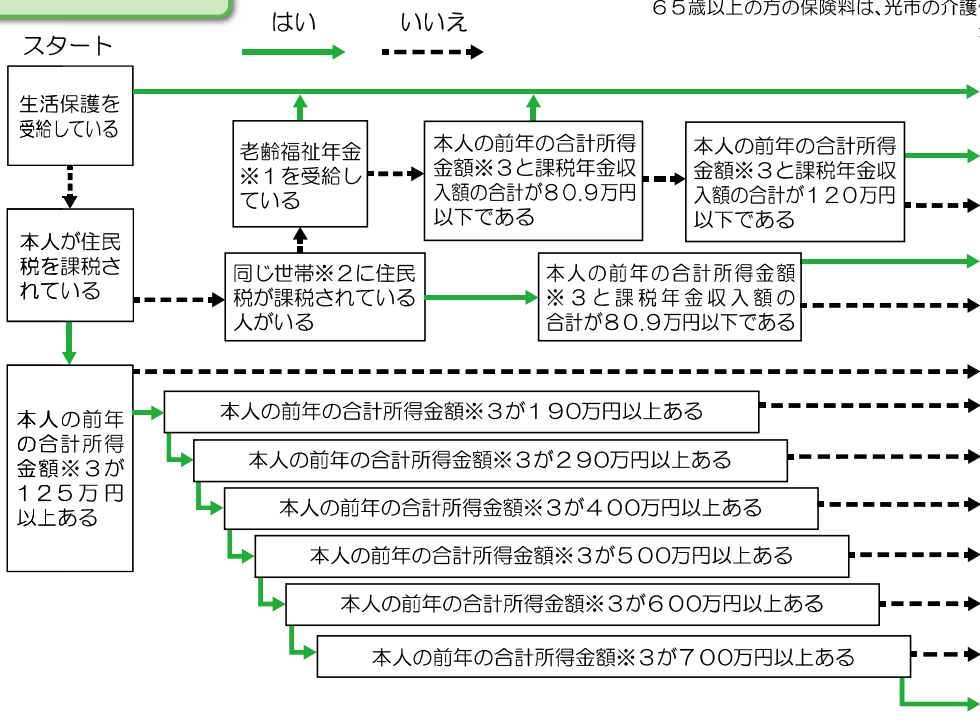 ６５歳以上の方の保険料は、光市の介護
はい
いいえ
スタート
生活保護を
受給している
老齢福祉年金
※１を受給し
ている
本人の前年の合計所得
金額※３と課税年金収
入額の合計が８０.９万円
以下である
本人の前年の合計所得
金額※３と課税年金収
入額の合計が１２０万円
以下である
本人が住民
税を課税さ
れている
同じ世帯※２に住民
税が課税されている
人がいる
本人の前年の合計所得金額
※３と課税年金収入額の
合計が８０.９万円以下である
本人の前年
の合計所得
金額※３が
１２５万円
以上ある
本人の前年の合計所得金額※３が１９０万円以上ある
本人の前年の合計所得金額※３が２９０万円以上ある
本人の前年の合計所得金額※３が４００万円以上ある
本人の前年の合計所得金額※３が５００万円以上ある
本人の前年の合計所得金額※３が６００万円以上ある
本人の前年の合計所得金額※３が７００万円以上ある